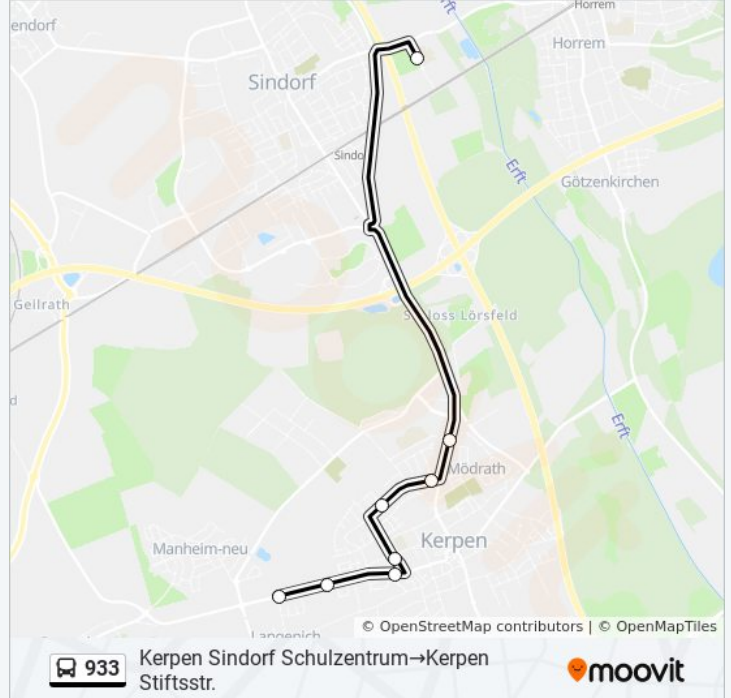 rft
Horrem
endorf
Horrem
Sindorf
Sindo
Erft
Götzenkirchen
Geilrath
Schloss Lörsfeld
d
Erft
Mödrath
Manheim-neu
Kerpen
Langenich
© OpenStreetMap contributors | © OpenMapTiles
933
Kerpen Sindorf Schulzentrum→Kerpen
Stiftsstr.
moovit